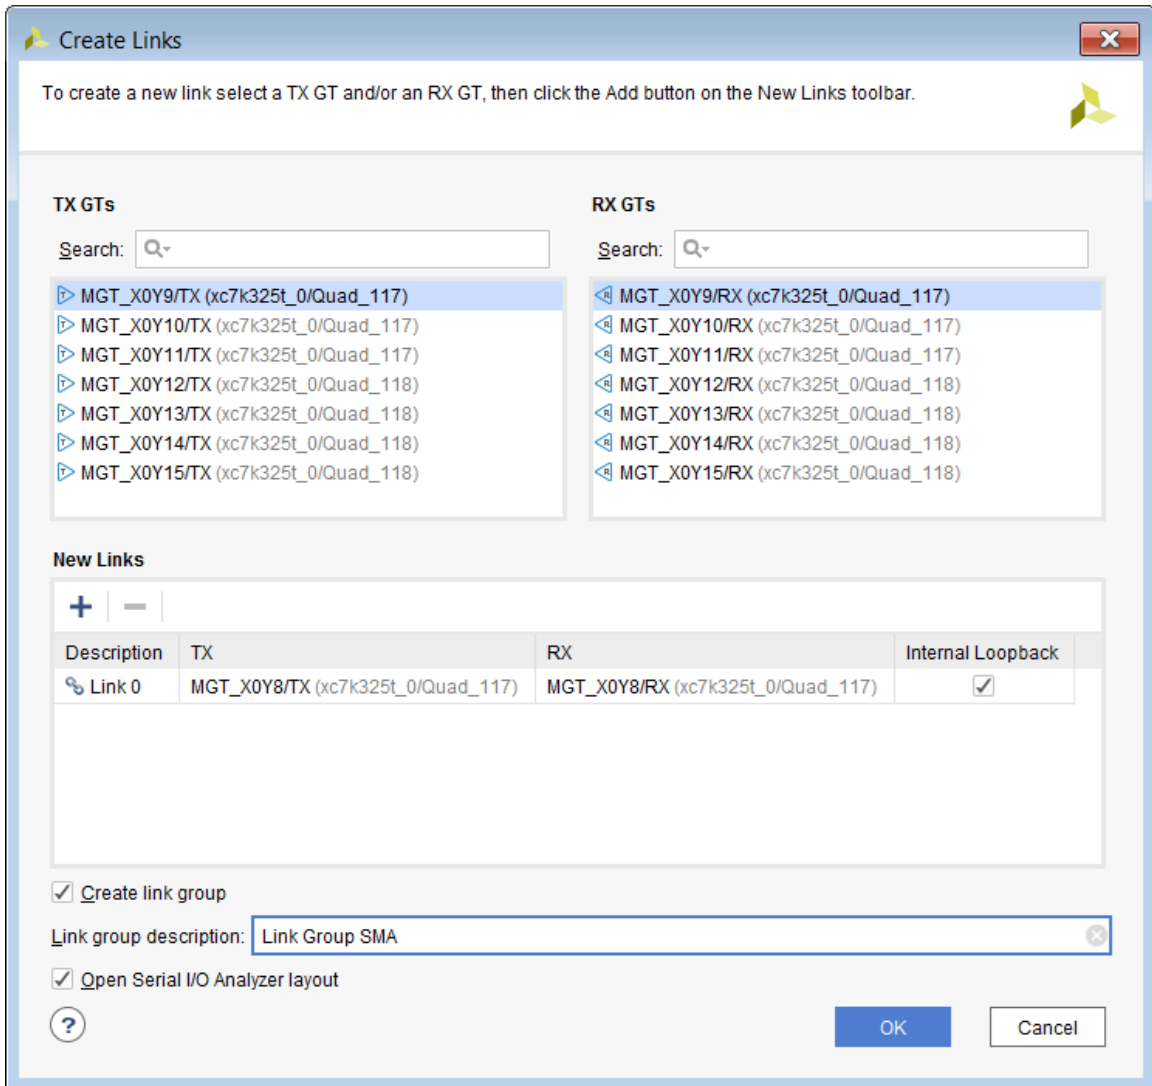 Create Links
To create a new link select a TX GT and/or an RX GT, then click the Add button on the New Links toolbar.
TX GTs
RX GTs
Search:
Search:
MGT_X0Y9/TX (xc7k325t_0/Quad_117)
MGT_X0Y10/TX (xc7k325t_0/Quad_117)
MGT_X0Y11/TX (xc7k325t_0/Quad_117)
MGT_X0Y12/TX (xc7k325t_0/Quad_118)
MGT_X0Y13/TX (xc7k325t_0/Quad_118)
MGT_X0Y14/TX (xc7k325t_0/Quad_118)
MGT_X0Y15/TX (xc7k325t_0/Quad_118)
MGT_X0Y9/RX (xc7k325t_0/Quad_117)
MGT_X0Y10/RX (xc7k325t_0/Quad_117)
MGT_X0Y11/RX (xc7k325t_0/Quad_117)
MGT_X0Y12/RX (xc7k325t_0/Quad_118)
MGT_X0Y13/RX (xc7k325t_0/Quad_118)
MGT_X0Y14/RX (xc7k325t_0/Quad_118)
MGT_X0Y15/RX (xc7k325t_0/Quad_118)
New Links
Description TX RX Internal Loopback
Link 0 MGT_X0Y8/TX (xc7k325t_0/Quad_117) MGT_X0Y8/RX (xc7k325t_0/Quad_117)
Create link group
Link group description: Link Group SMA
Open Serial I/O Analyzer layout
? OK Cancel